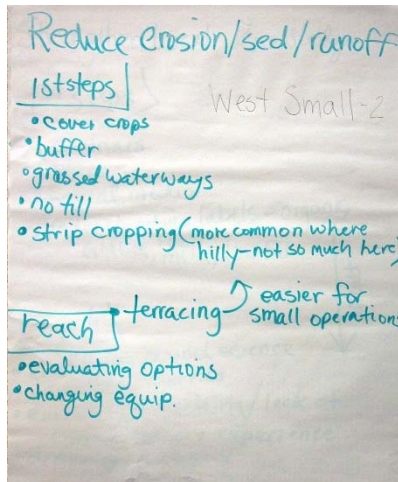 Reduce erosion/sed/runoff
1st steps
West Small-2
• cover crops
• buffer
• grassed waterways
• no till
• strip cropping (more common where
hilly-not so much here)
• terracing
easier for
small operations
reach
• evaluating options
• changing equip.